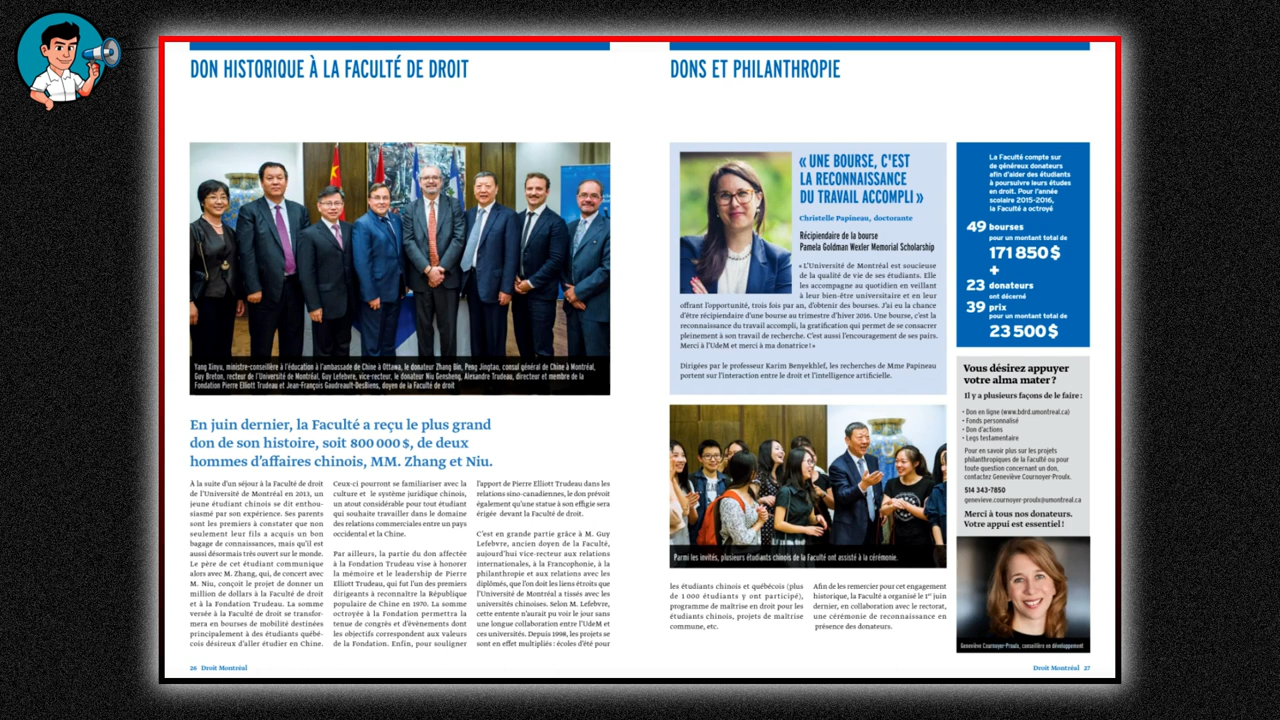 DON HISTORIQUE À LA FACULTÉ DE DROIT
Yang Xinyu, ministre-conseillère à l'éducation à l'ambassade de Chine à Ottawa, le donateur Zhang Bin, Peng Jingtao, consul général de Chine à Montréal,
Guy Breton, recteur de l'Université de Montréal, Guy Lefebvre, vice-recteur, le donateur Niu Gensheng, Alexandre Trudeau, directeur et membre de la
Fondation Pierre Elliott Trudeau et Jean-François Gaudreault-DesBiens, doyen de la Faculté de droit
En juin dernier, la Faculté a reçu le plus grand
don de son histoire, soit 800 000 $, de deux
hommes d'affaires chinois, MM. Zhang et Niu.
À la suite d'un séjour à la Faculté de droit
de l'Université de Montréal en 2013, un
jeune étudiant chinois se dit enthou-
siasmé par son expérience. Ses parents
sont les premiers à constater que non
seulement leur fils a acquis un bon
bagage de connaissances, mais qu'il est
aussi désormais très ouvert sur le monde.
Le père de cet étudiant communique
alors avec M. Zhang, qui, de concert avec
M. Niu, conçoit le projet de donner un
million de dollars à la Faculté de droit
et à la Fondation Trudeau. La somme
versée à la Faculté de droit se transfor-
mera en bourses de mobilité destinées
principalement à des étudiants québé-
cois désireux d'aller étudier en Chine.
Ceux-ci pourront se familiariser avec la
culture et le système juridique chinois,
un atout considérable pour tout étudiant
qui souhaite travailler dans le domaine
des relations commerciales entre un pays
occidental et la Chine.
Par ailleurs, la partie du don affectée
à la Fondation Trudeau vise à honorer
la mémoire et le leadership de Pierre
Elliott Trudeau, qui fut l'un des premiers
dirigeants à reconnaître la République
populaire de Chine en 1970. La somme
octroyée à la Fondation permettra la
tenue de congrès et d'évènements dont
les objectifs correspondent aux valeurs
de la Fondation. Enfin, pour souligner
l'apport de Pierre Elliott Trudeau dans les
relations sino-canadiennes, le don prévoit
également qu'une statue à son effigie sera
érigée devant la Faculté de droit.
C'est en grande partie grâce à M. Guy
Lefebvre, ancien doyen de la Faculté,
aujourd'hui vice-recteur aux relations
internationales, à la Francophonie, à la
philanthropie et aux relations avec les
diplômés, que l'on doit les liens étroits que
l'Université de Montréal a tissés avec les
universités chinoises. Selon M. Lefebvre,
cette entente n'aurait pu voir le jour sans
une longue collaboration entre l'UdeM et
ces universités. Depuis 1998, les projets se
sont en effet multipliés : écoles d'été pour
26 Droit Montréal
DONS ET PHILANTHROPIE
« UNE BOURSE, C'EST
LA RECONNAISSANCE
DU TRAVAIL ACCOMPLI »
Christelle Papineau, doctorante
Récipiendaire de la bourse
Pamela Goldman Wexler Memorial Scholarship
« L'Université de Montréal est soucieuse
de la qualité de vie de ses étudiants. Elle
les accompagne au quotidien en veillant
à leur bien-être universitaire et en leur
offrant l'opportunité, trois fois par an, d'obtenir des bourses. J'ai eu la chance
d'être récipiendaire d'une bourse au trimestre d'hiver 2016. Une bourse, c'est la
reconnaissance du travail accompli, la gratification qui permet de se consacrer
pleinement à son travail de recherche. C'est aussi l'encouragement de ses pairs.
Merci à l'UdeM et merci à ma donatrice ! »
Dirigées par le professeur Karim Benyekhlef, les recherches de Mme Papineau
portent sur l'interaction entre le droit et l'intelligence artificielle.
Parmi les invités, plusieurs étudiants chinois de la Faculté ont assisté à la cérémonie.
les étudiants chinois et québécois (plus
de 1 000 étudiants y ont participé),
programme de maîtrise en droit pour les
étudiants chinois, projets de maîtrise
commune, etc.
Afin de remercier pour cet engagement
historique, la Faculté a organisé le 1er juin
dernier, en collaboration avec le rectorat,
une cérémonie de reconnaissance en
présence des donateurs.
La Faculté compte sur
de généreux donateurs
afin d'aider des étudiants
à poursuivre leurs études
en droit. Pour l'année
scolaire 2015-2016,
la Faculté a octroyé
49 bourses
pour un montant total de
171 850 $
+
23 donateurs
ont décerné
39 prix
pour un montant total de
23 500 $
Vous désirez appuyer
votre alma mater ?
Il y a plusieurs façons de le faire :
• Don en ligne (www.bdrd.umontreal.ca)
• Fonds personnalisé
• Don d'actions
• Legs testamentaire
Pour en savoir plus sur les projets
philanthropiques de la Faculté ou pour
toute question concernant un don,
contactez Geneviève Cournoyer-Proulx.
514 343-7850
genevieve.cournoyer-proulx@umontreal.ca
Merci à tous nos donateurs.
Votre appui est essentiel !
Geneviève Cournoyer-Proulx, conseillère en développement
Droit Montréal 27